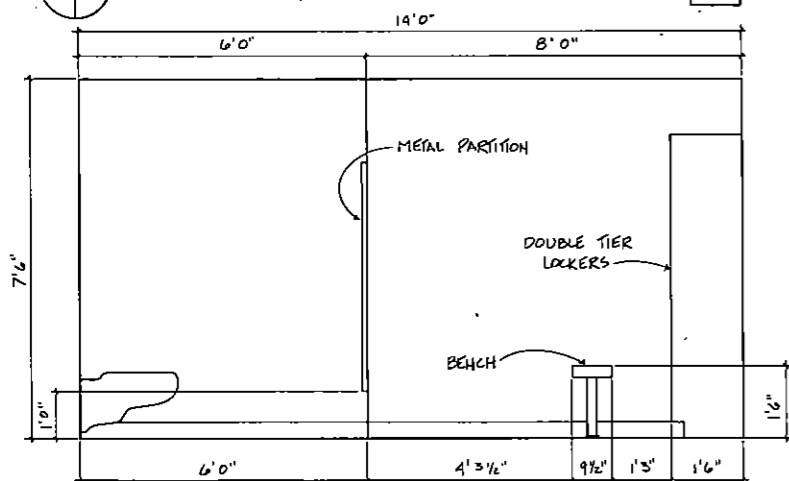 14'0"
6'0"
8'0"
METAL PARTITION
7'6"
DOUBLE TIER
LOCKERS
BENCH
1'0"
1'6"
6'0"
4'3½"
9½"
1'3"
1'6"